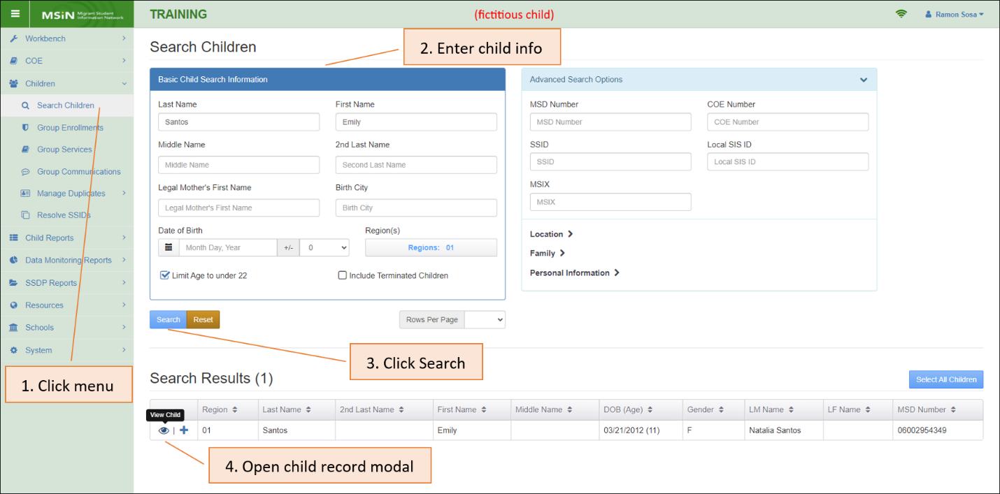 MSiN Migrant Student
Information Network
TRAINING
(fictitious child)
Ramon Sosa
Workbench
COE
Children
Search Children
Group Enrollments
Group Services
Group Communications
Manage Duplicates
Resolve SSIDs
Child Reports
Data Monitoring Reports
SSDP Reports
Resources
Schools
System
1. Click menu
Search Children
2. Enter child info
Basic Child Search Information
Last Name First Name
Santos Emily
Middle Name 2nd Last Name
Middle Name Second Last Name
Legal Mother's First Name Birth City
Legal Mother's First Name Birth City
Date of Birth Region(s)
Month Day, Year +/- 0 Regions: 01
Limit Age to under 22 Include Terminated Children
Advanced Search Options
MSD Number COE Number
MSD Number COE Number
SSID Local SIS ID
SSID Local SIS ID
MSIX
MSIX
Location
Family
Personal Information
Search Reset Rows Per Page
3. Click Search
Search Results (1) Select All Children
Region Last Name 2nd Last Name First Name Middle Name DOB (Age) Gender LM Name LF Name MSD Number
View Child
| 01 Santos Emily 03/21/2012 (11) F Natalia Santos 06002954349
4. Open child record modal